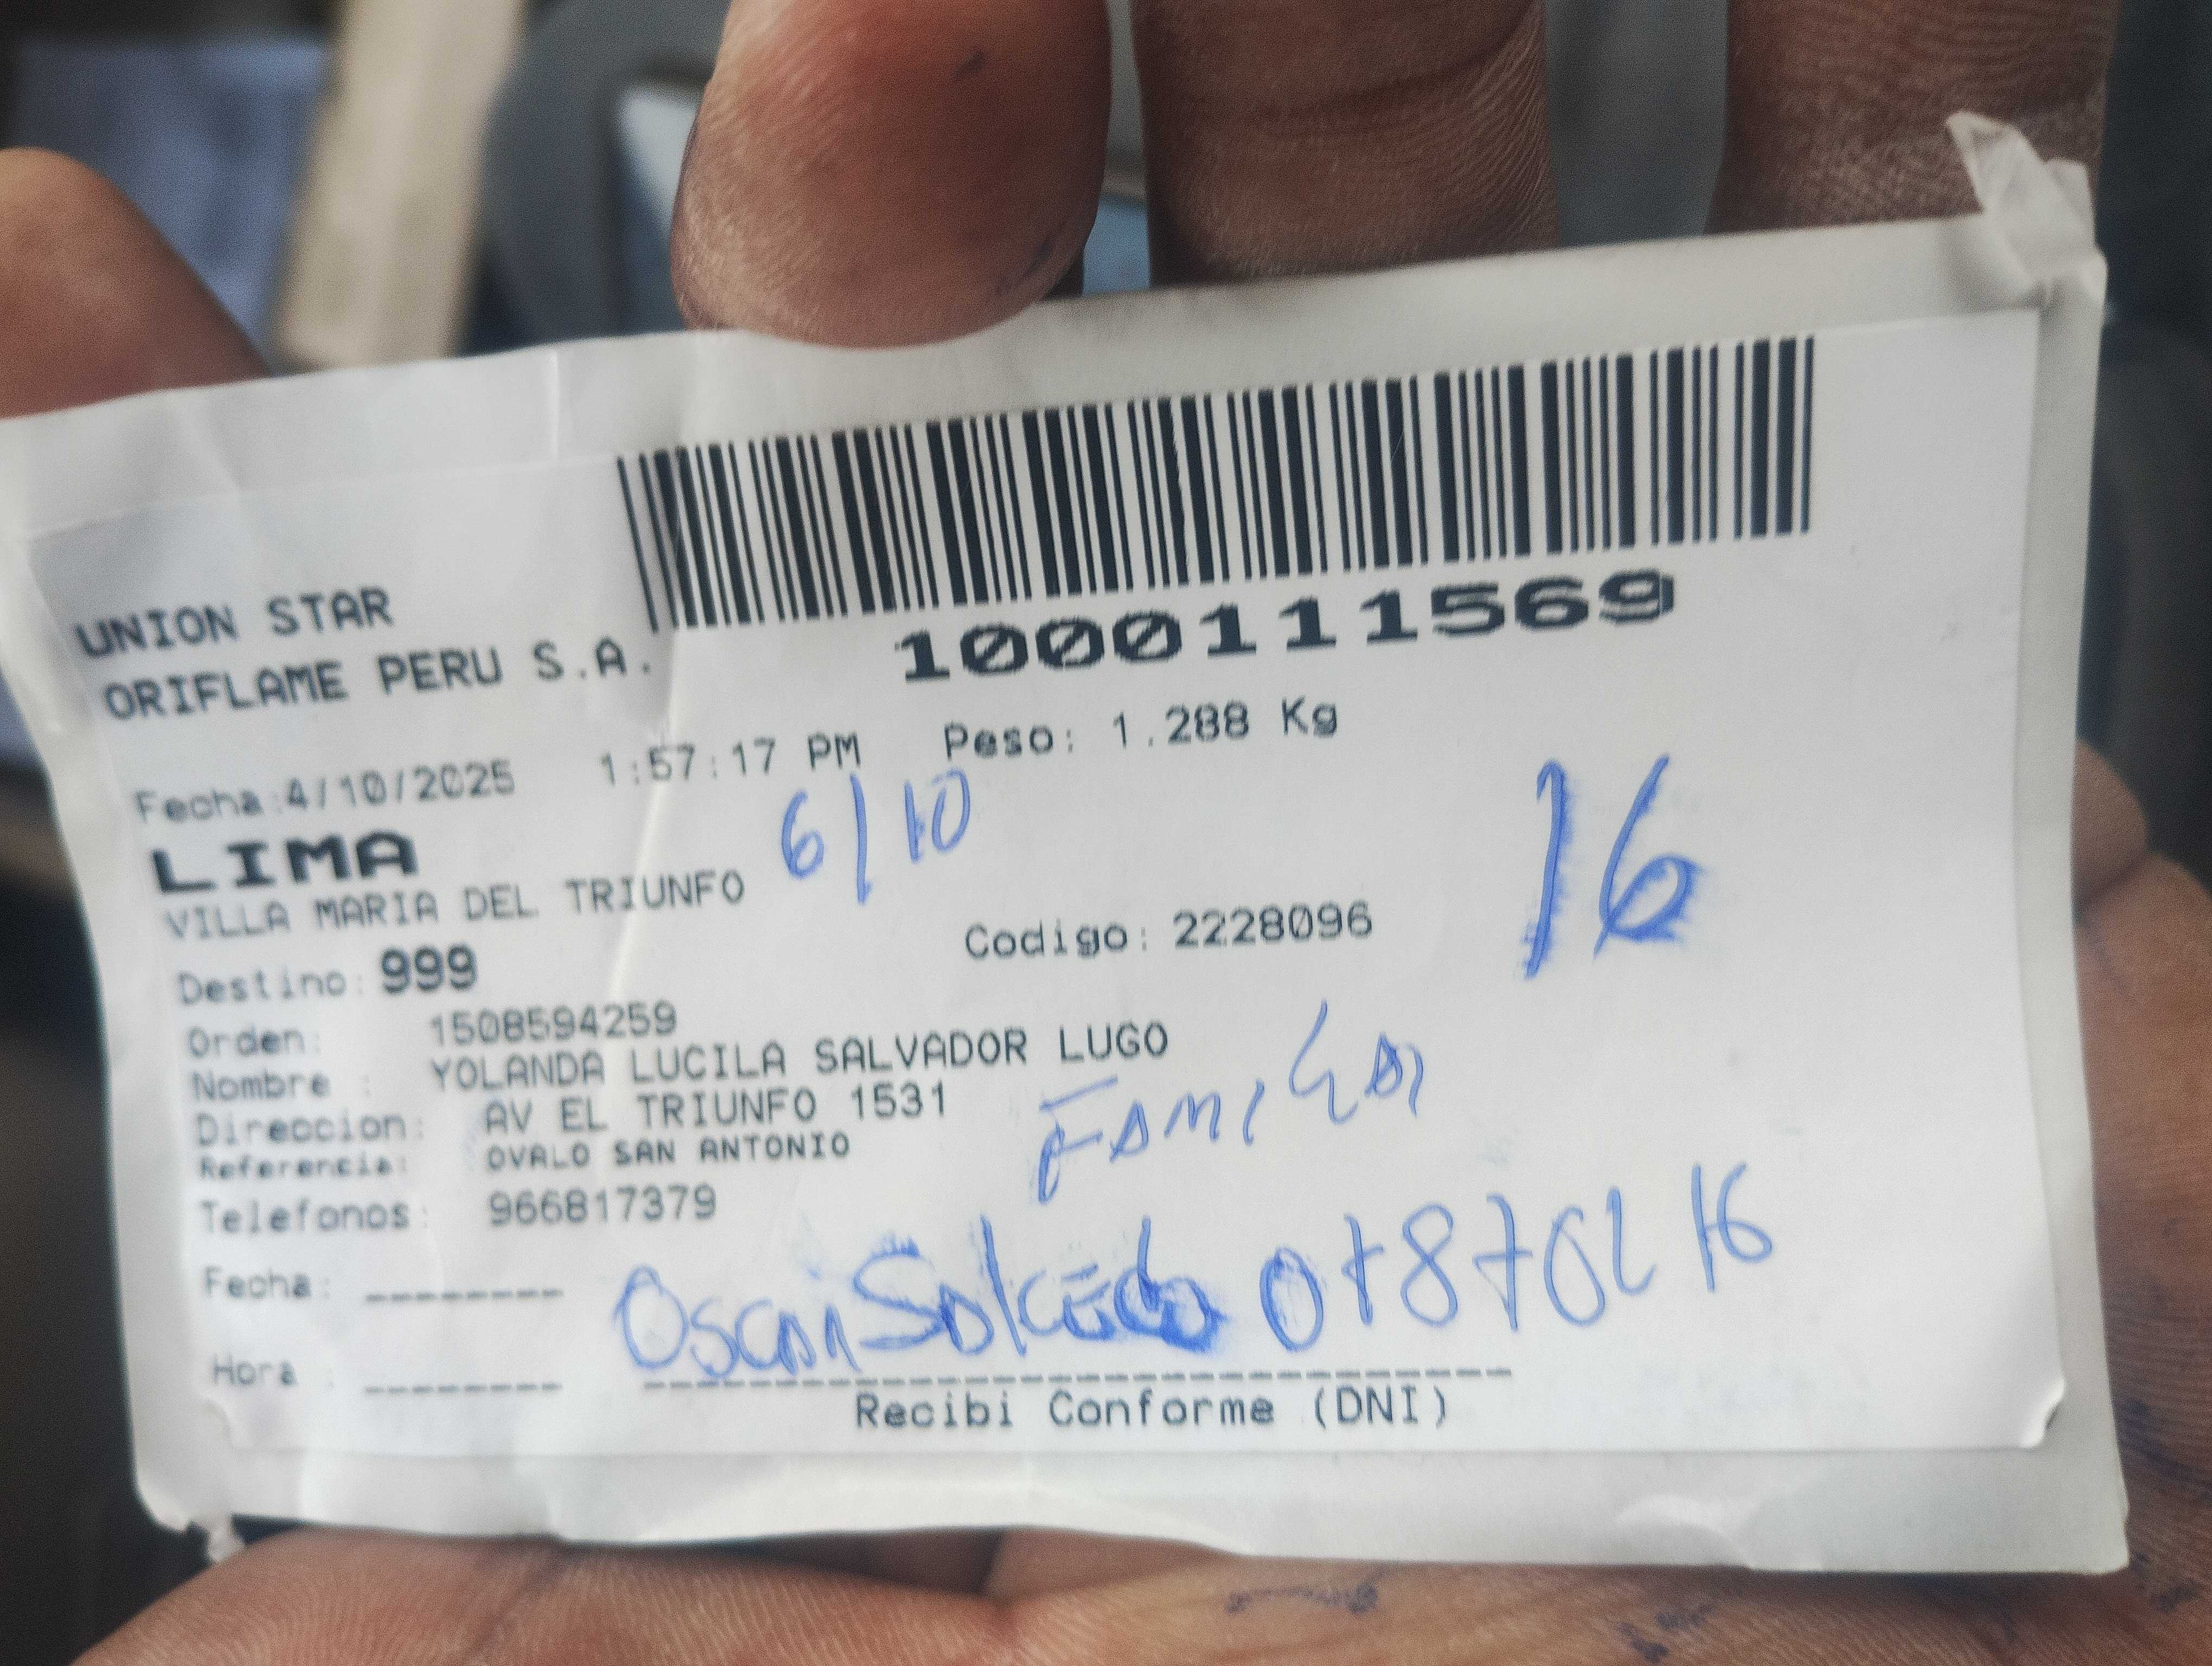 UNION STAR
ORIFLAME PERU S.A.
1000111569
Fecha:4/10/2025 1:57:17 PM Peso: 1.288 Kg
6/10
16
LIMA
VILLA MARIA DEL TRIUNFO
Destino: 999 Codigo: 2228096
Orden: 1508594259
Nombre : YOLANDA LUCILA SALVADOR LUGO
Direccion: AV EL TRIUNFO 1531
Referencia: OVALO SAN ANTONIO
Telefonos: 966817379
Fecha: --------
Oscar Salcedo
Hora : --------
Recibi Conforme (DNI)